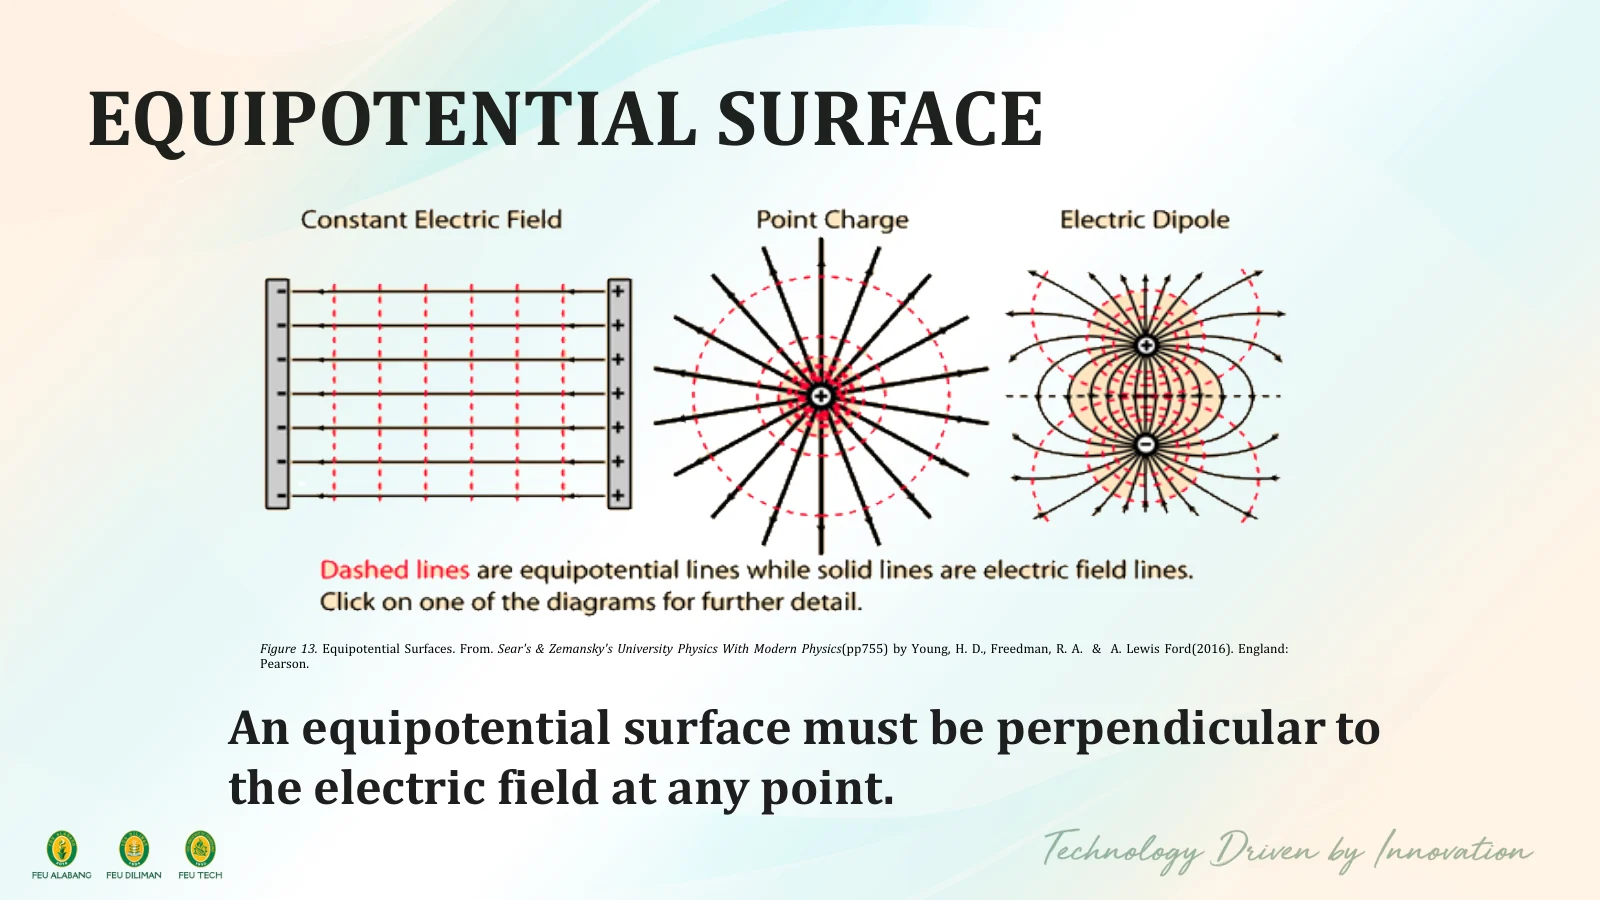 EQUIPOTENTIAL SURFACE
Constant Electric Field
Point Charge
Electric Dipole
Dashed lines are equipotential lines while solid lines are electric field lines.
Click on one of the diagrams for further detail.
Figure 13. Equipotential Surfaces. From. Sear's & Zemansky's University Physics With Modern Physics(pp755) by Young, H. D., Freedman, R. A. & A. Lewis Ford(2016). England:
Pearson.
An equipotential surface must be perpendicular to
the electric field at any point.
FEU ALABANG
FEU DILIMAN
FEU TECH
Technology Driven by Innovation